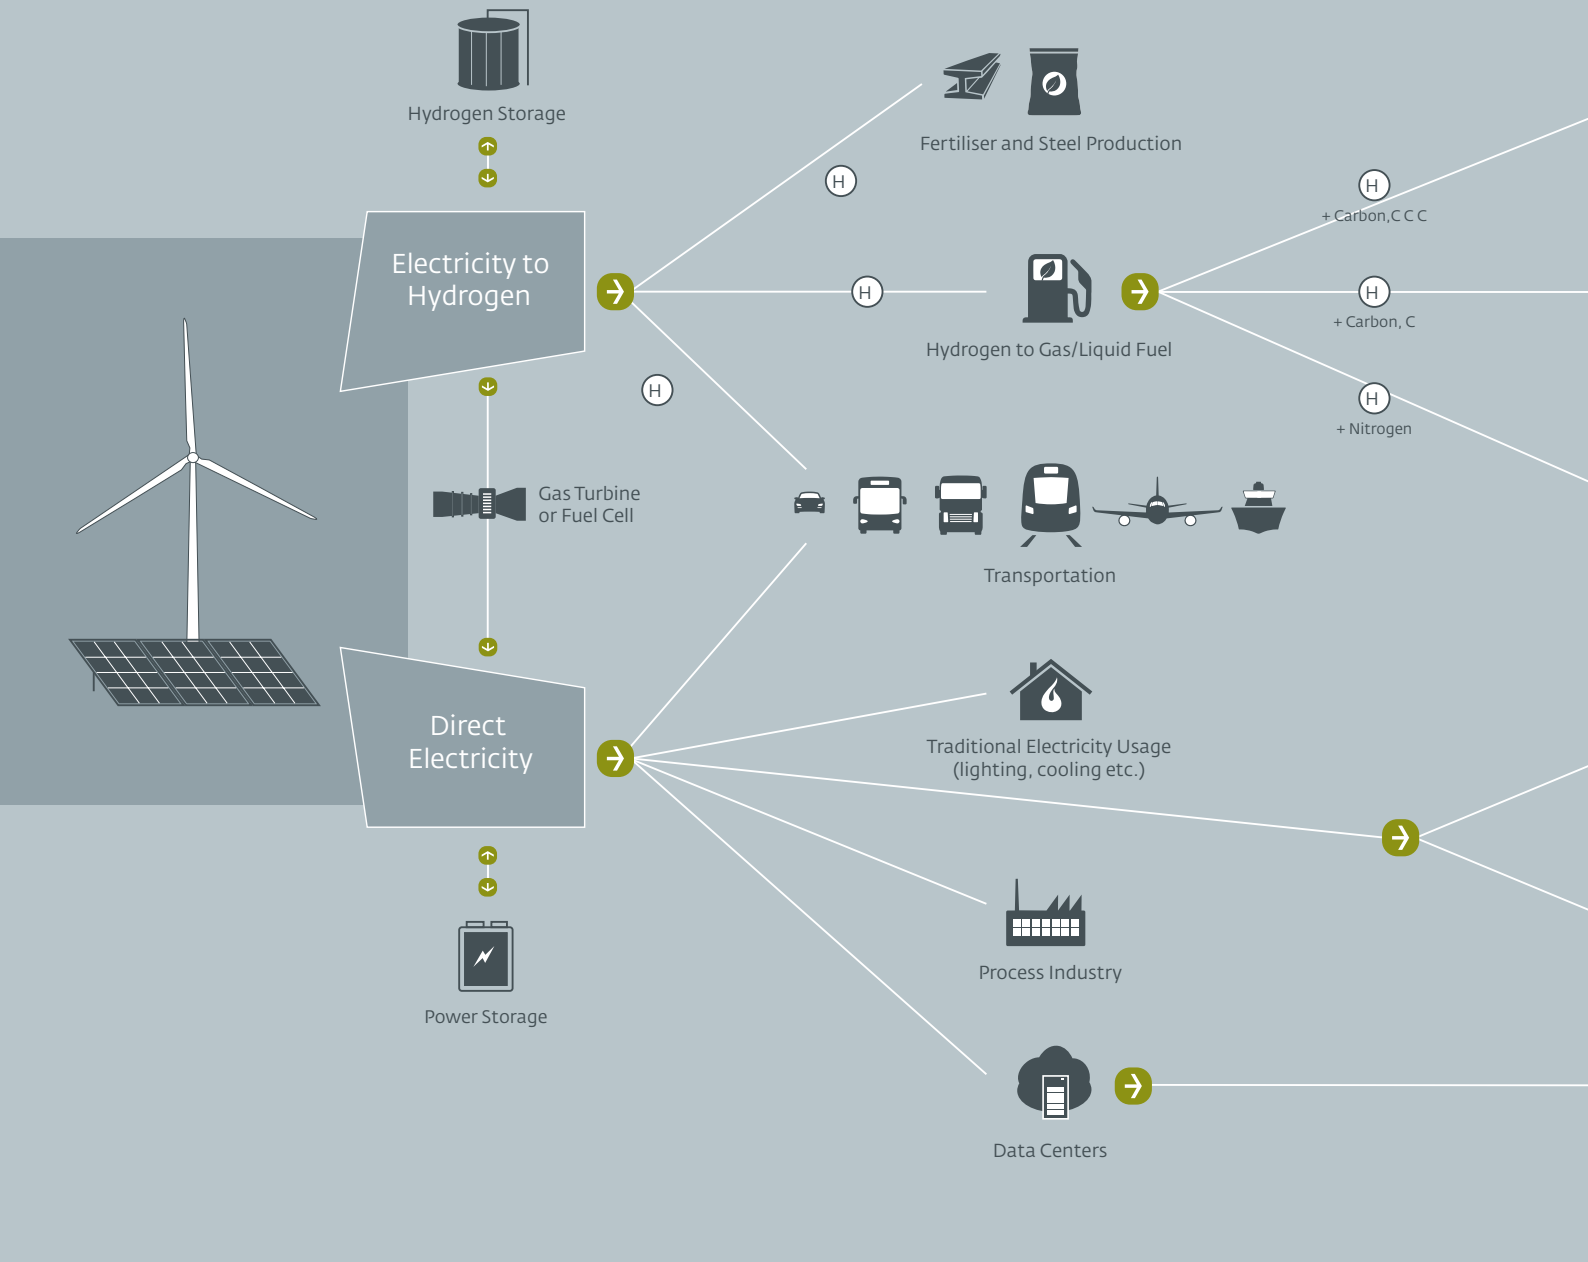 Hydrogen Storage
Fertiliser and Steel Production
H
H
+ Carbon,C C C
Electricity to
Hydrogen
H
H
+ Carbon, C
Hydrogen to Gas/Liquid Fuel
H
H
+ Nitrogen
Gas Turbine
or Fuel Cell
Transportation
Direct
Electricity
Traditional Electricity Usage
(lighting, cooling etc.)
Process Industry
Power Storage
Data Centers